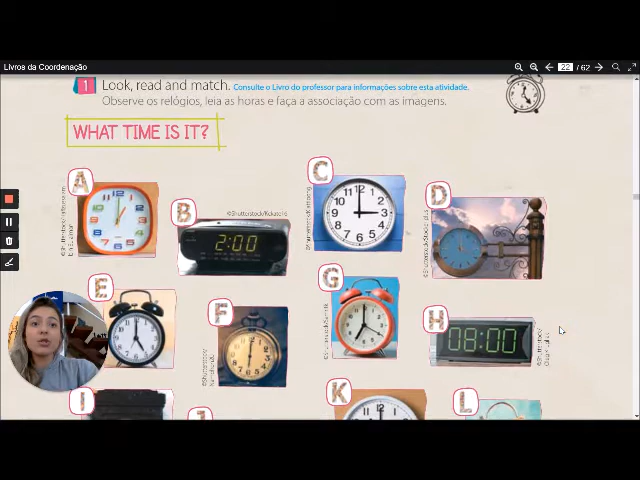 Livros da Coordenação
22 / 62
1 Look, read and match. Consulte o Livro do professor para informações sobre esta atividade.
Observe os relógios, leia as horas e faça a associação com as imagens.
WHAT TIME IS IT?
A
B
C
D
2:00
E
F
G
H
08:00
I
K
L